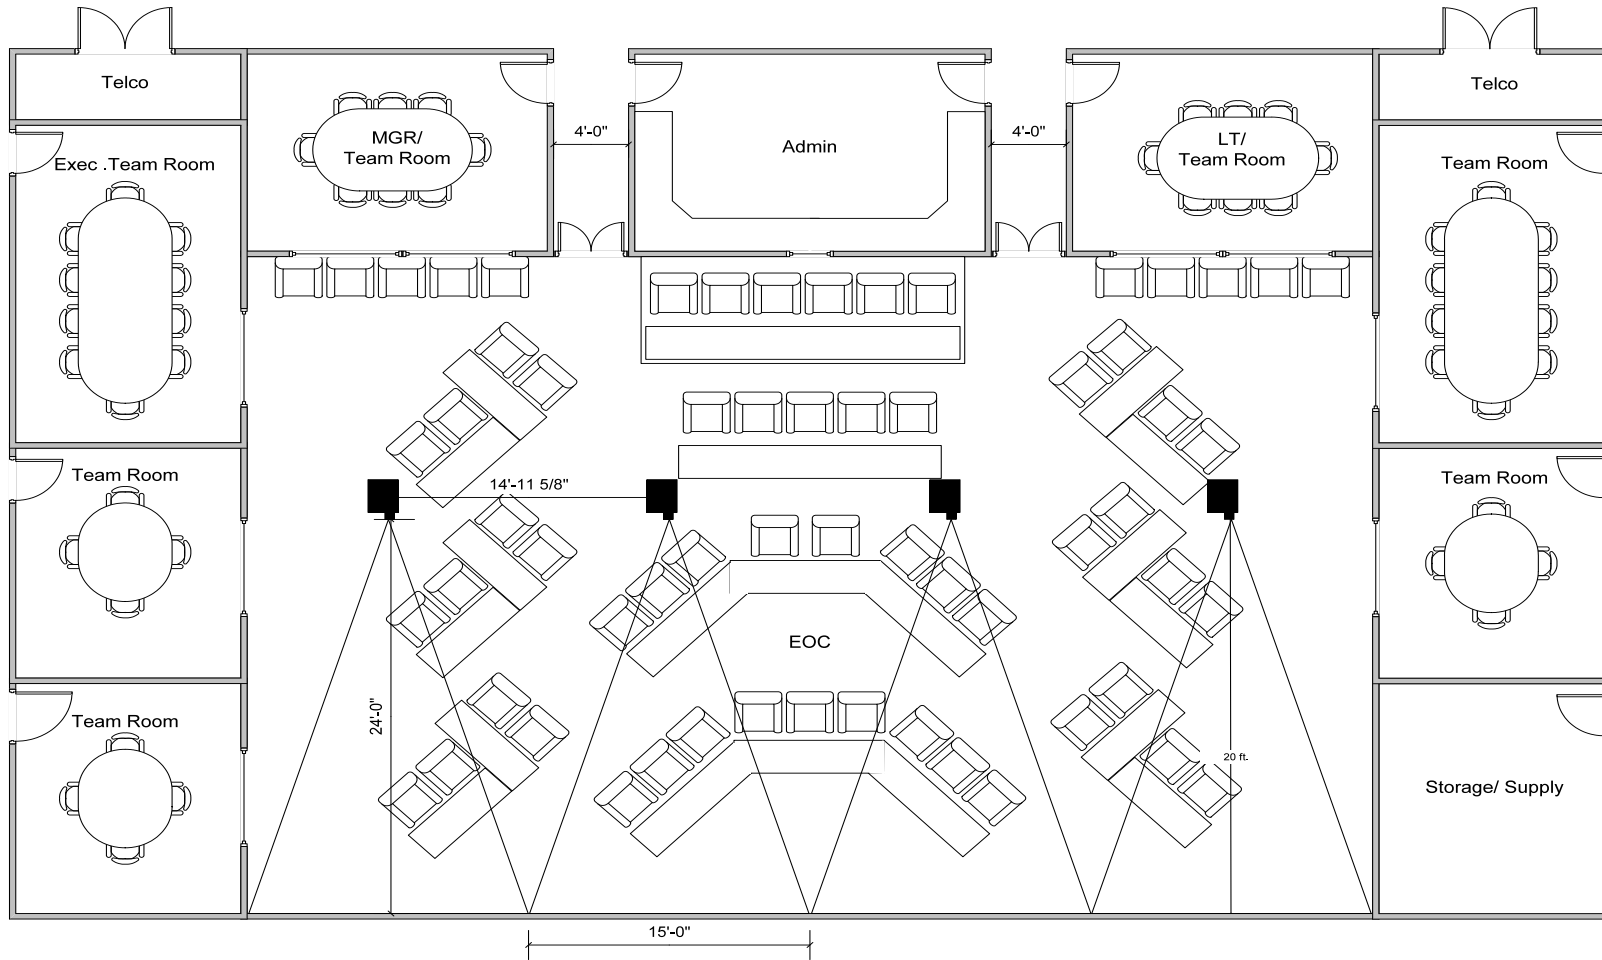 Telco
Telco
MGR/
Team Room
4'-0"
Admin
4'-0"
LT/
Team Room
Exec .Team Room
Team Room
Team Room
14'-11 5/8"
Team Room
EOC
24'-0"
Team Room
20 ft.
Storage/ Supply
15'-0"